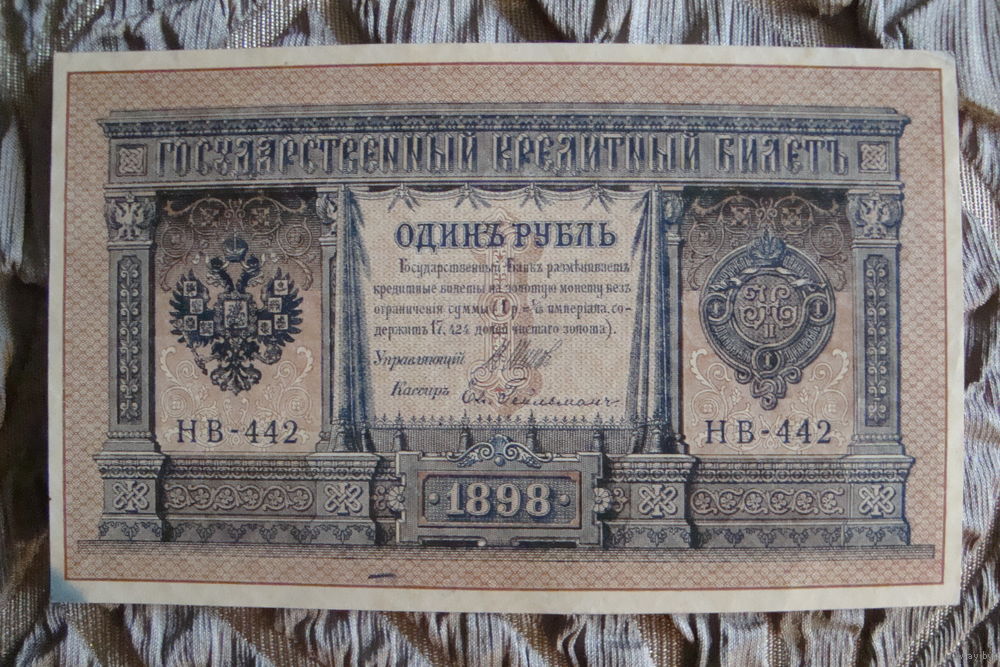 ГОСУДАРСТВЕННЫЙ КРЕДИТНЫЙ БИЛЕТЪ
ОДИНЪ РУБЛЬ
Государственный Банкъ размѣниваетъ
кредитные билеты на золотую монету безъ
ограниченія суммы (1 р. = 1/15 имперіала, со-
держитъ 17,424 долей чистаго золота).
Управляющій
Кассиръ
НВ-442
НВ-442
1898